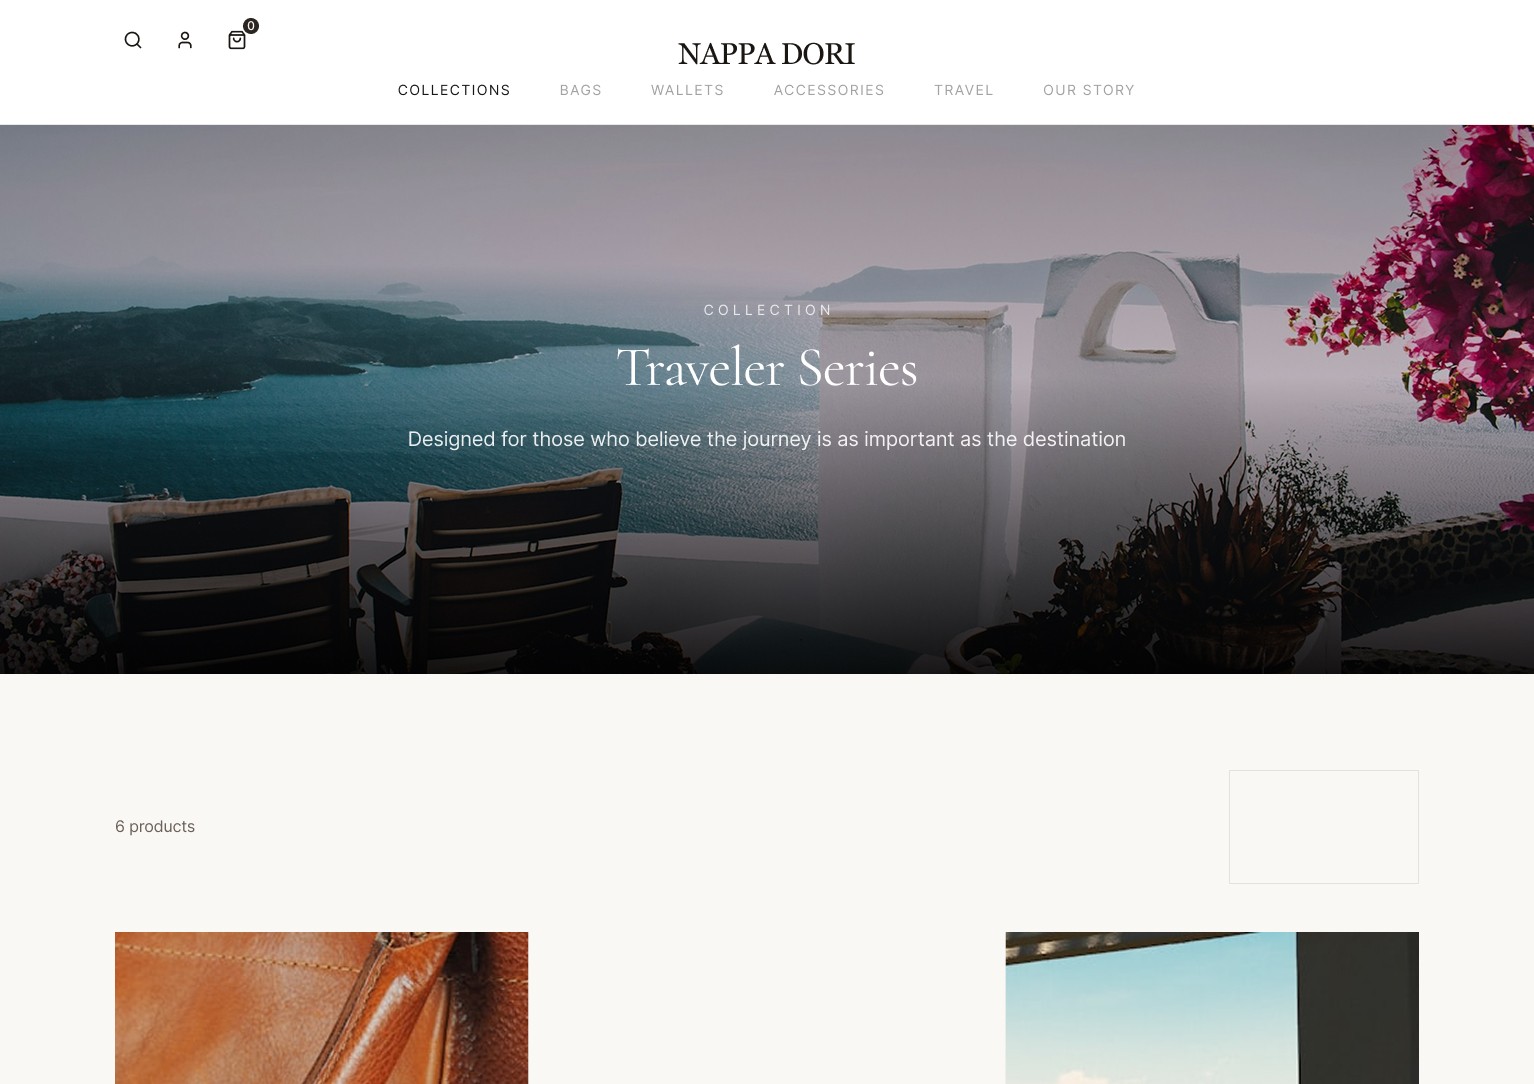 0
NAPPA DORI
COLLECTIONS BAGS WALLETS ACCESSORIES TRAVEL OUR STORY
COLLECTION
Traveler Series
Designed for those who believe the journey is as important as the destination
6 products